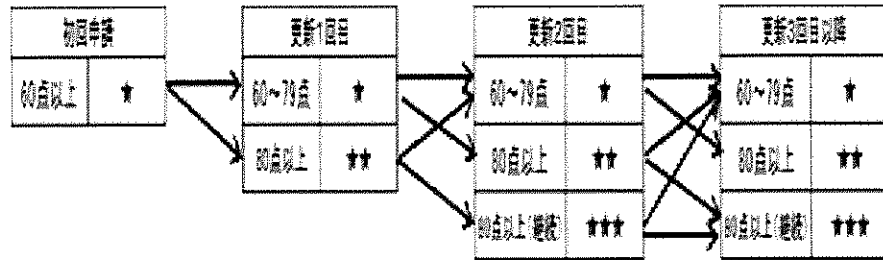 初回申請
60点以上 ★
更新1回目
60～79点 ★
80点以上 ★★
更新2回目
60～79点 ★
80点以上 ★★
80点以上(継続) ★★★
更新3回目以降
60～79点 ★
80点以上 ★★
80点以上(継続) ★★★